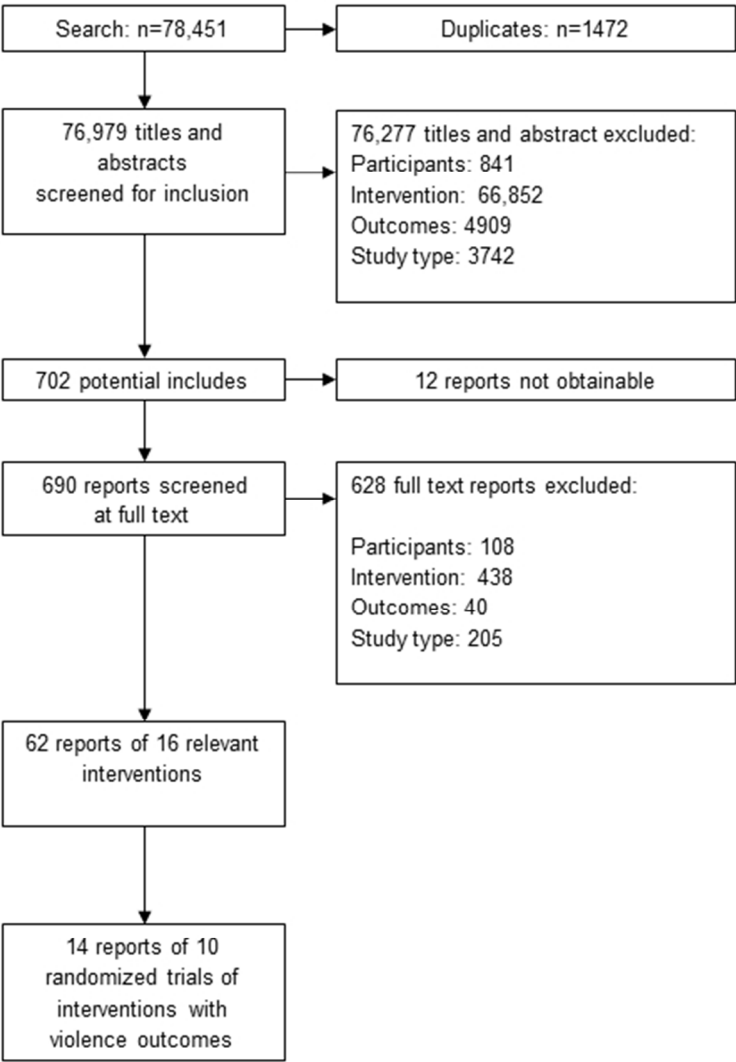 Search: n=78,451
Duplicates: n=1472
76,979 titles and
abstracts
screened for inclusion
76,277 titles and abstract excluded:
Participants: 841
Intervention: 66,852
Outcomes: 4909
Study type: 3742
702 potential includes
12 reports not obtainable
690 reports screened
at full text
628 full text reports excluded:
Participants: 108
Intervention: 438
Outcomes: 40
Study type: 205
62 reports of 16 relevant
interventions
14 reports of 10
randomized trials of
interventions with
violence outcomes